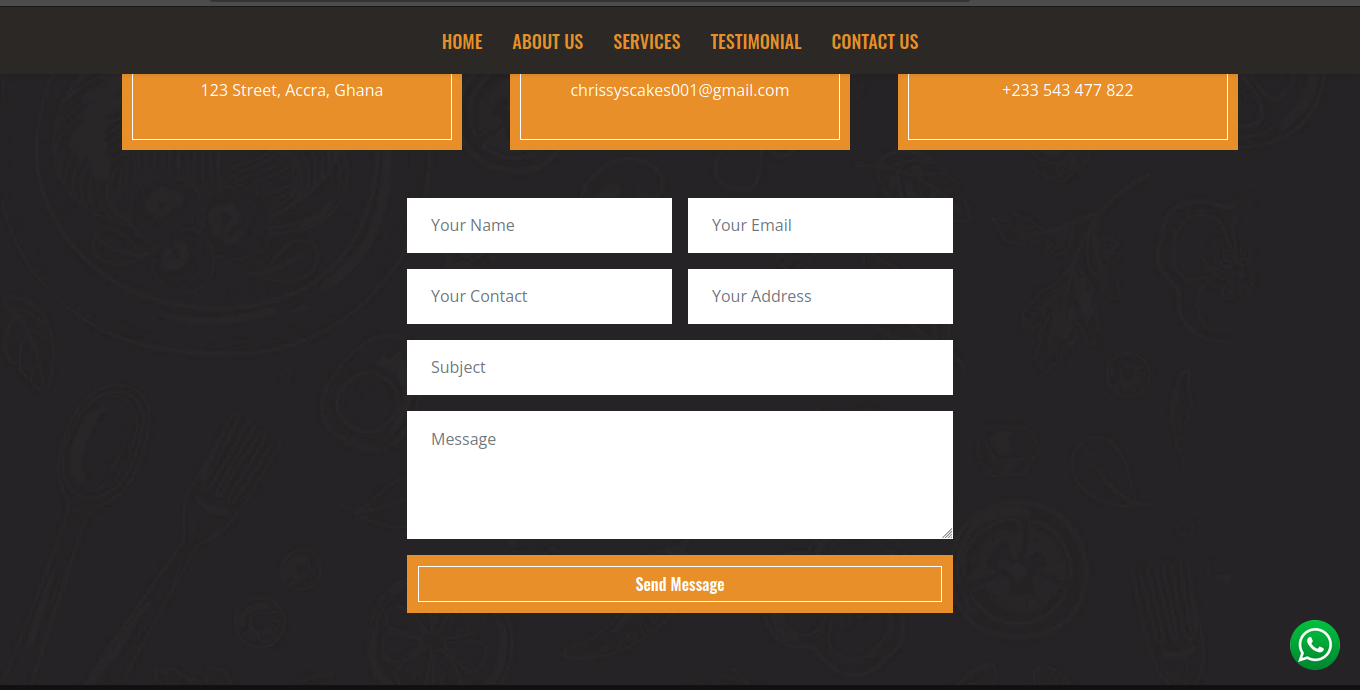 HOME ABOUT US SERVICES TESTIMONIAL CONTACT US
123 Street, Accra, Ghana chrissyscakes001@gmail.com +233 543 477 822
Your Name Your Email
Your Contact Your Address
Subject
Message
Send Message